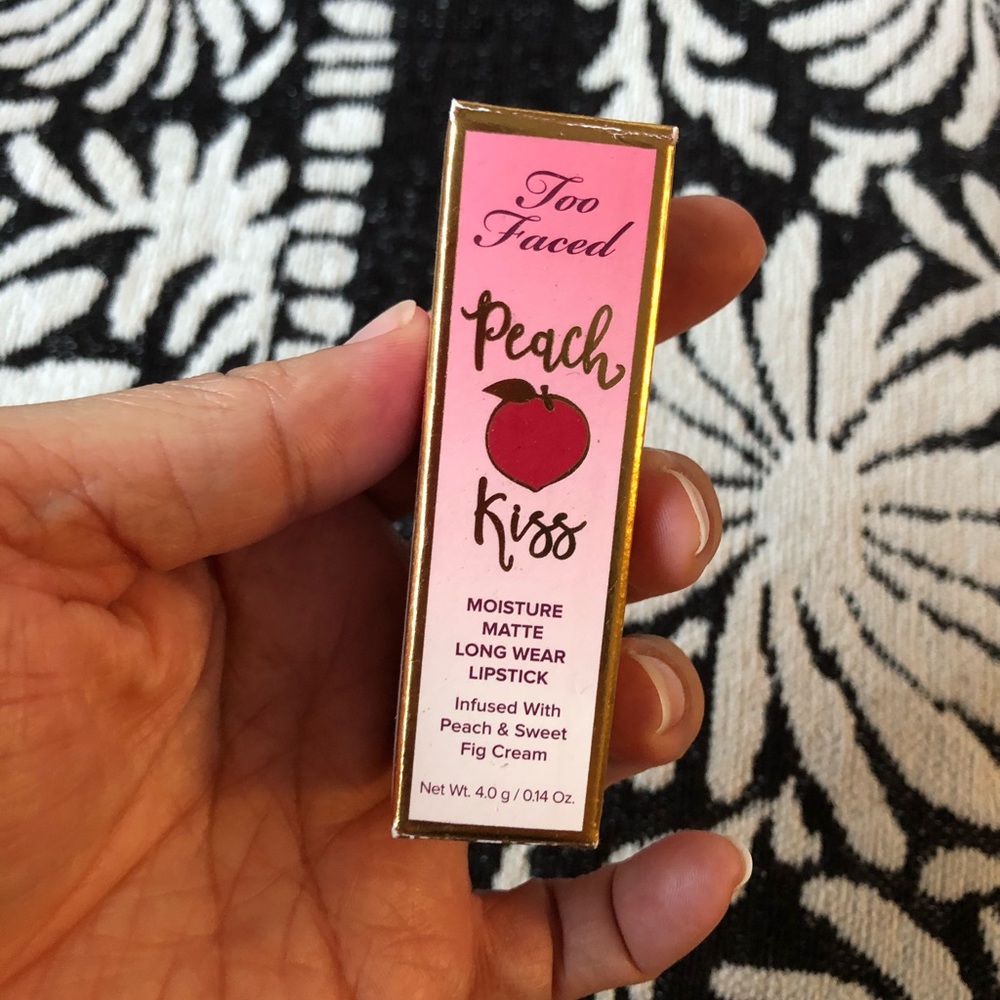 Too
Faced
Peach
Kiss
MOISTURE
MATTE
LONG WEAR
LIPSTICK
Infused With
Peach & Sweet
Fig Cream
Net Wt. 4.0 g / 0.14 Oz.